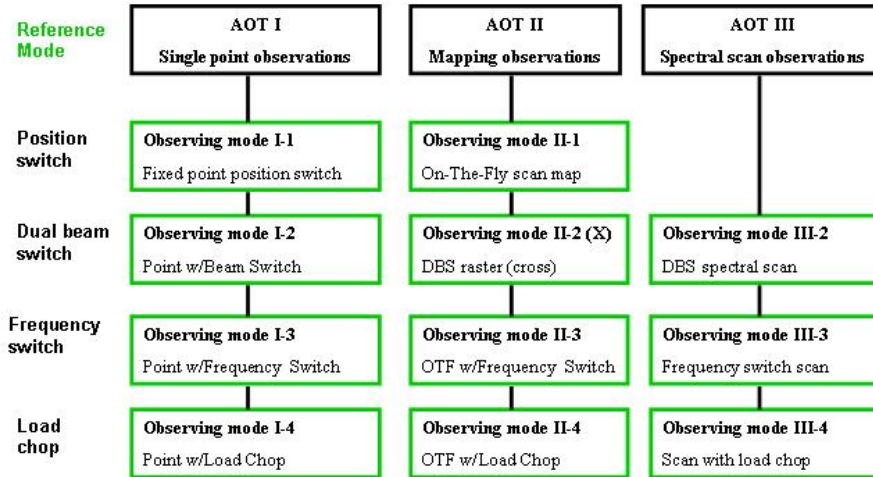 Reference
Mode
AOT I
Single point observations
AOT II
Mapping observations
AOT III
Spectral scan observations
Position
switch
Observing mode I-1
Fixed point position switch
Observing mode II-1
On-The-Fly scan map
Dual beam
switch
Observing mode I-2
Point w/Beam Switch
Observing mode II-2 (X)
DBS raster (cross)
Observing mode III-2
DBS spectral scan
Frequency
switch
Observing mode I-3
Point w/Frequency Switch
Observing mode II-3
OTF w/Frequency Switch
Observing mode III-3
Frequency switch scan
Load
chop
Observing mode I-4
Point w/Load Chop
Observing mode II-4
OTF w/Load Chop
Observing mode III-4
Scan with load chop